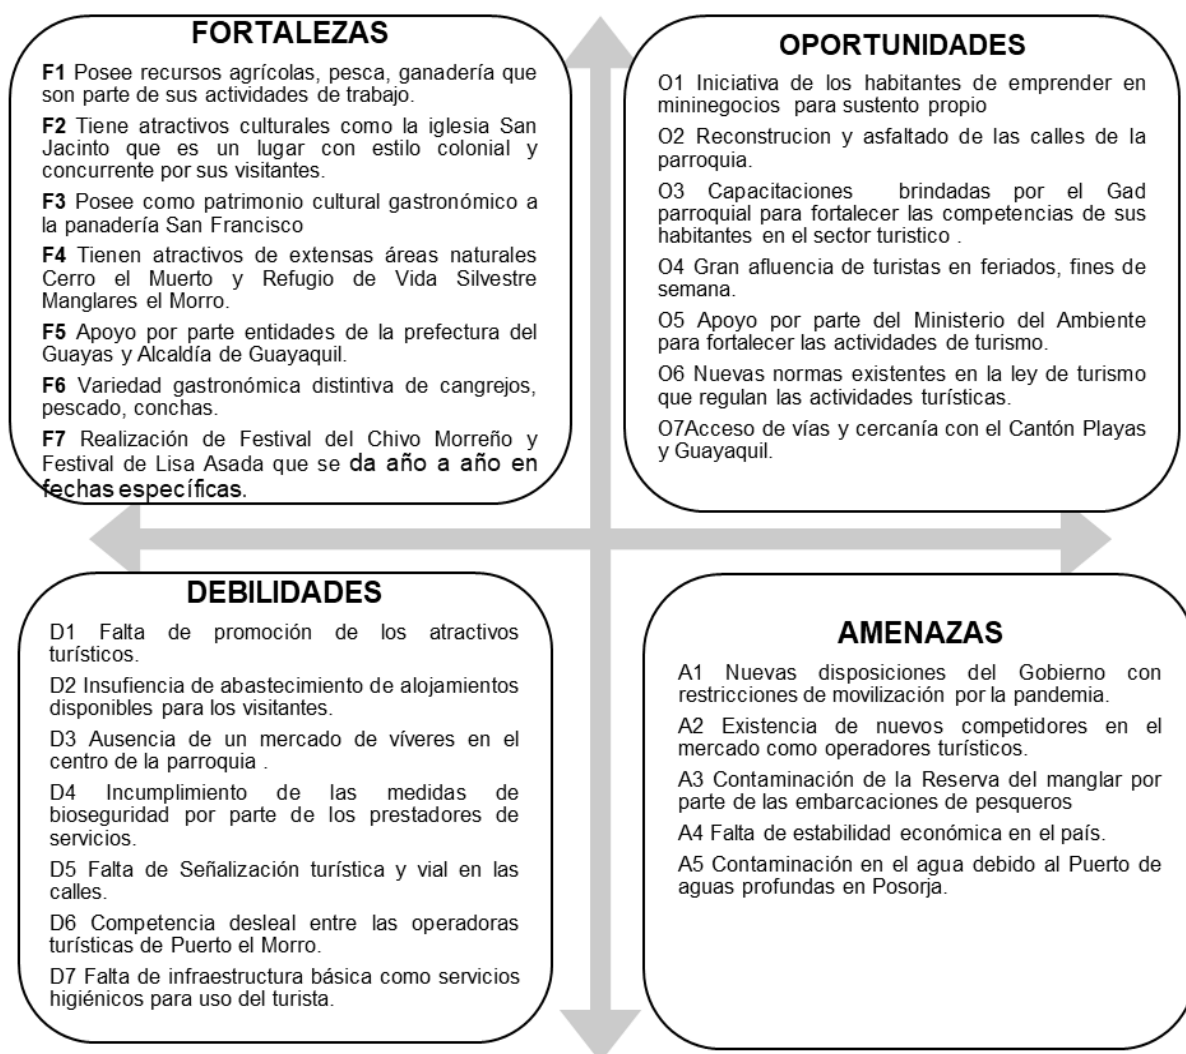 FORTALEZAS
F1 Posee recursos agrícolas, pesca, ganadería que
son parte de sus actividades de trabajo.
F2 Tiene atractivos culturales como la iglesia San
Jacinto que es un lugar con estilo colonial y
concurrente por sus visitantes.
F3 Posee como patrimonio cultural gastronómico a
la panadería San Francisco
F4 Tienen atractivos de extensas áreas naturales
Cerro el Muerto y Refugio de Vida Silvestre
Manglares el Morro.
F5 Apoyo por parte entidades de la prefectura del
Guayas y Alcaldía de Guayaquil.
F6 Variedad gastronómica distintiva de cangrejos,
pescado, conchas.
F7 Realización de Festival del Chivo Morreño y
Festival de Lisa Asada que se da año a año en
fechas específicas.
OPORTUNIDADES
O1 Iniciativa de los habitantes de emprender en
mininegocios para sustento propio
O2 Reconstrucion y asfaltado de las calles de la
parroquia.
O3 Capacitaciones brindadas por el Gad
parroquial para fortalecer las competencias de sus
habitantes en el sector turistico .
O4 Gran afluencia de turistas en feriados, fines de
semana.
O5 Apoyo por parte del Ministerio del Ambiente
para fortalecer las actividades de turismo.
O6 Nuevas normas existentes en la ley de turismo
que regulan las actividades turísticas.
O7Acceso de vías y cercanía con el Cantón Playas
y Guayaquil.
DEBILIDADES
D1 Falta de promoción de los atractivos
turísticos.
D2 Insufiencia de abastecimiento de alojamientos
disponibles para los visitantes.
D3 Ausencia de un mercado de víveres en el
centro de la parroquia .
D4 Incumplimiento de las medidas de
bioseguridad por parte de los prestadores de
servicios.
D5 Falta de Señalización turística y vial en las
calles.
D6 Competencia desleal entre las operadoras
turísticas de Puerto el Morro.
D7 Falta de infraestructura básica como servicios
higiénicos para uso del turista.
AMENAZAS
A1 Nuevas disposiciones del Gobierno con
restricciones de movilización por la pandemia.
A2 Existencia de nuevos competidores en el
mercado como operadores turísticos.
A3 Contaminación de la Reserva del manglar por
parte de las embarcaciones de pesqueros
A4 Falta de estabilidad económica en el país.
A5 Contaminación en el agua debido al Puerto de
aguas profundas en Posorja.